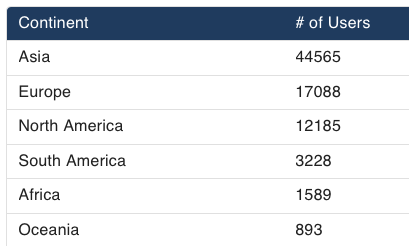 Continent # of Users
Asia 44565
Europe 17088
North America 12185
South America 3228
Africa 1589
Oceania 893